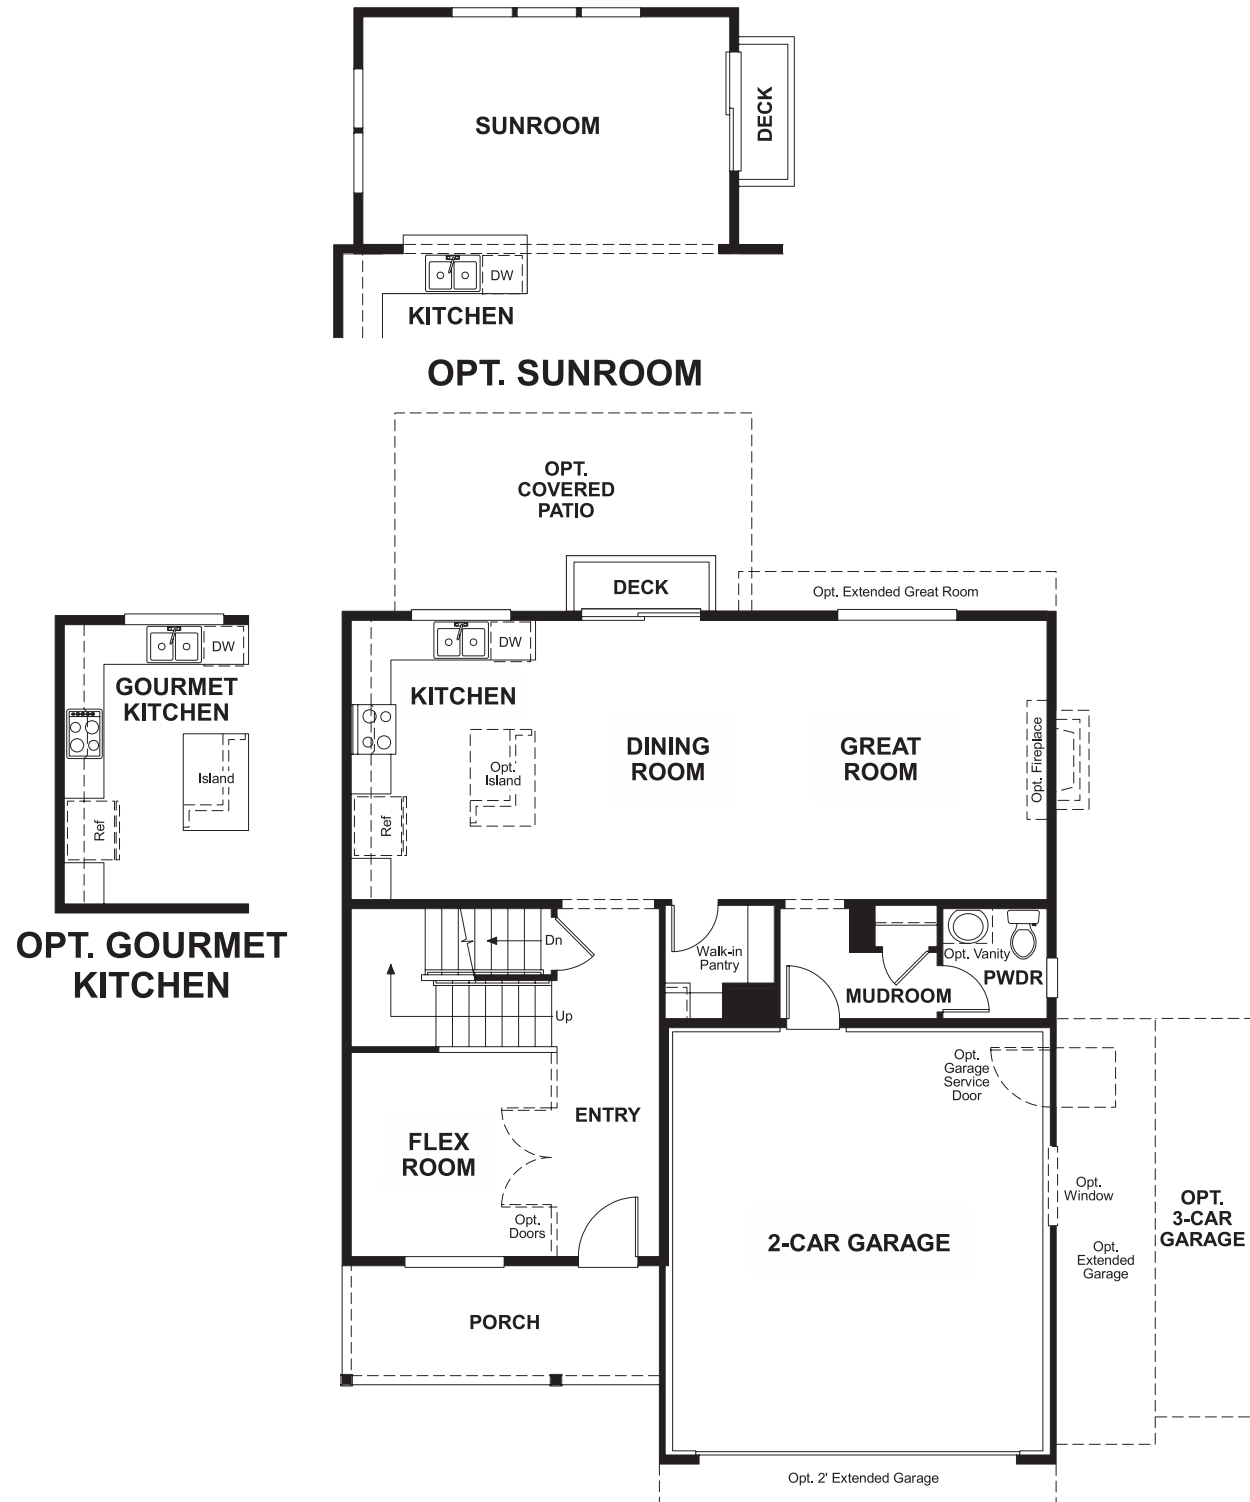 SUNROOM
DECK
DW
KITCHEN
OPT. SUNROOM
OPT.
COVERED
PATIO
DECK
Opt. Extended Great Room
DW
GOURMET
KITCHEN
Island
Ref
OPT. GOURMET
KITCHEN
DW
KITCHEN
Opt.
Island
Ref
DINING
ROOM
GREAT
ROOM
Opt. Fireplace
Dn
Up
Walk-in
Pantry
Opt. Vanity
PWDR
MUDROOM
Opt.
Garage
Service
Door
ENTRY
FLEX
ROOM
Opt.
Doors
2-CAR GARAGE
Opt.
Window
Opt.
Extended
Garage
OPT.
3-CAR
GARAGE
PORCH
Opt. 2' Extended Garage